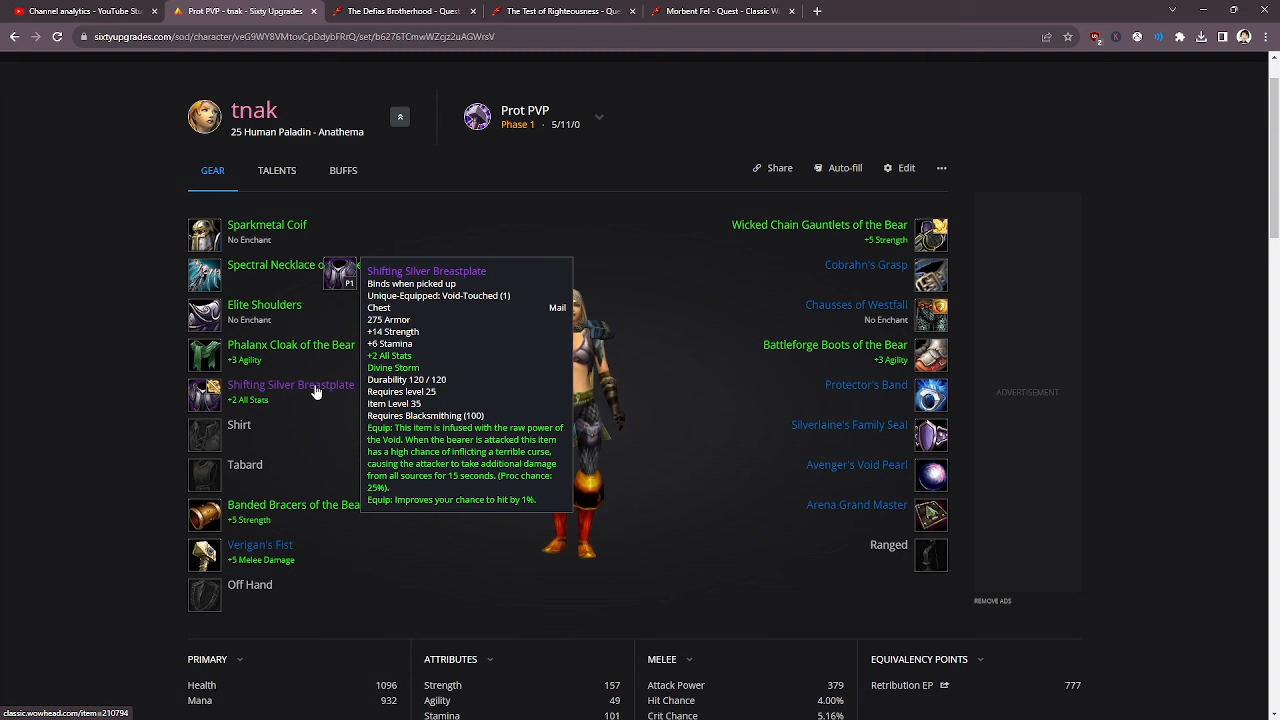 Channel analytics - YouTube Stu
Prot PVP - tnak - Sixty Upgrades
The Defias Brotherhood - Quest
The Test of Righteousness - Que
Morbent Fel - Quest - Classic W
sixtyupgrades.com/sod/character/veG9WY8VMtovCpDdybFRrQ/set/b6276TCmwWZcjz2uAGWrsV
tnak
25 Human Paladin - Anathema
Prot PVP
Phase 1 · 5/11/0
GEAR
TALENTS
BUFFS
Share
Auto-fill
Edit
Sparkmetal Coif
No Enchant
Spectral Necklace o
Elite Shoulders
No Enchant
Phalanx Cloak of the Bear
+3 Agility
Shifting Silver Breastplate
+2 All Stats
Shirt
Tabard
Banded Bracers of the Bea
+5 Strength
Verigan's Fist
+5 Melee Damage
Off Hand
P1
Shifting Silver Breastplate
Binds when picked up
Unique-Equipped: Void-Touched (1)
Chest Mail
275 Armor
+14 Strength
+6 Stamina
+2 All Stats
Divine Storm
Durability 120 / 120
Requires level 25
Item Level 35
Requires Blacksmithing (100)
Equip: This item is infused with the raw power of
the Void. When the bearer is attacked this item
has a high chance of inflicting a terrible curse,
causing the attacker to take additional damage
from all sources for 15 seconds. (Proc chance:
25%).
Equip: Improves your chance to hit by 1%.
Wicked Chain Gauntlets of the Bear
+5 Strength
Cobrahn's Grasp
Chausses of Westfall
No Enchant
Battleforge Boots of the Bear
+3 Agility
Protector's Band
Silverlaine's Family Seal
Avenger's Void Pearl
Arena Grand Master
Ranged
ADVERTISEMENT
REMOVE ADS
PRIMARY
Health 1096
Mana 932
ATTRIBUTES
Strength 157
Agility 49
Stamina 101
MELEE
Attack Power 379
Hit Chance 4.00%
Crit Chance 5.16%
EQUIVALENCY POINTS
Retribution EP 777
classic.wowhead.com/item=210794